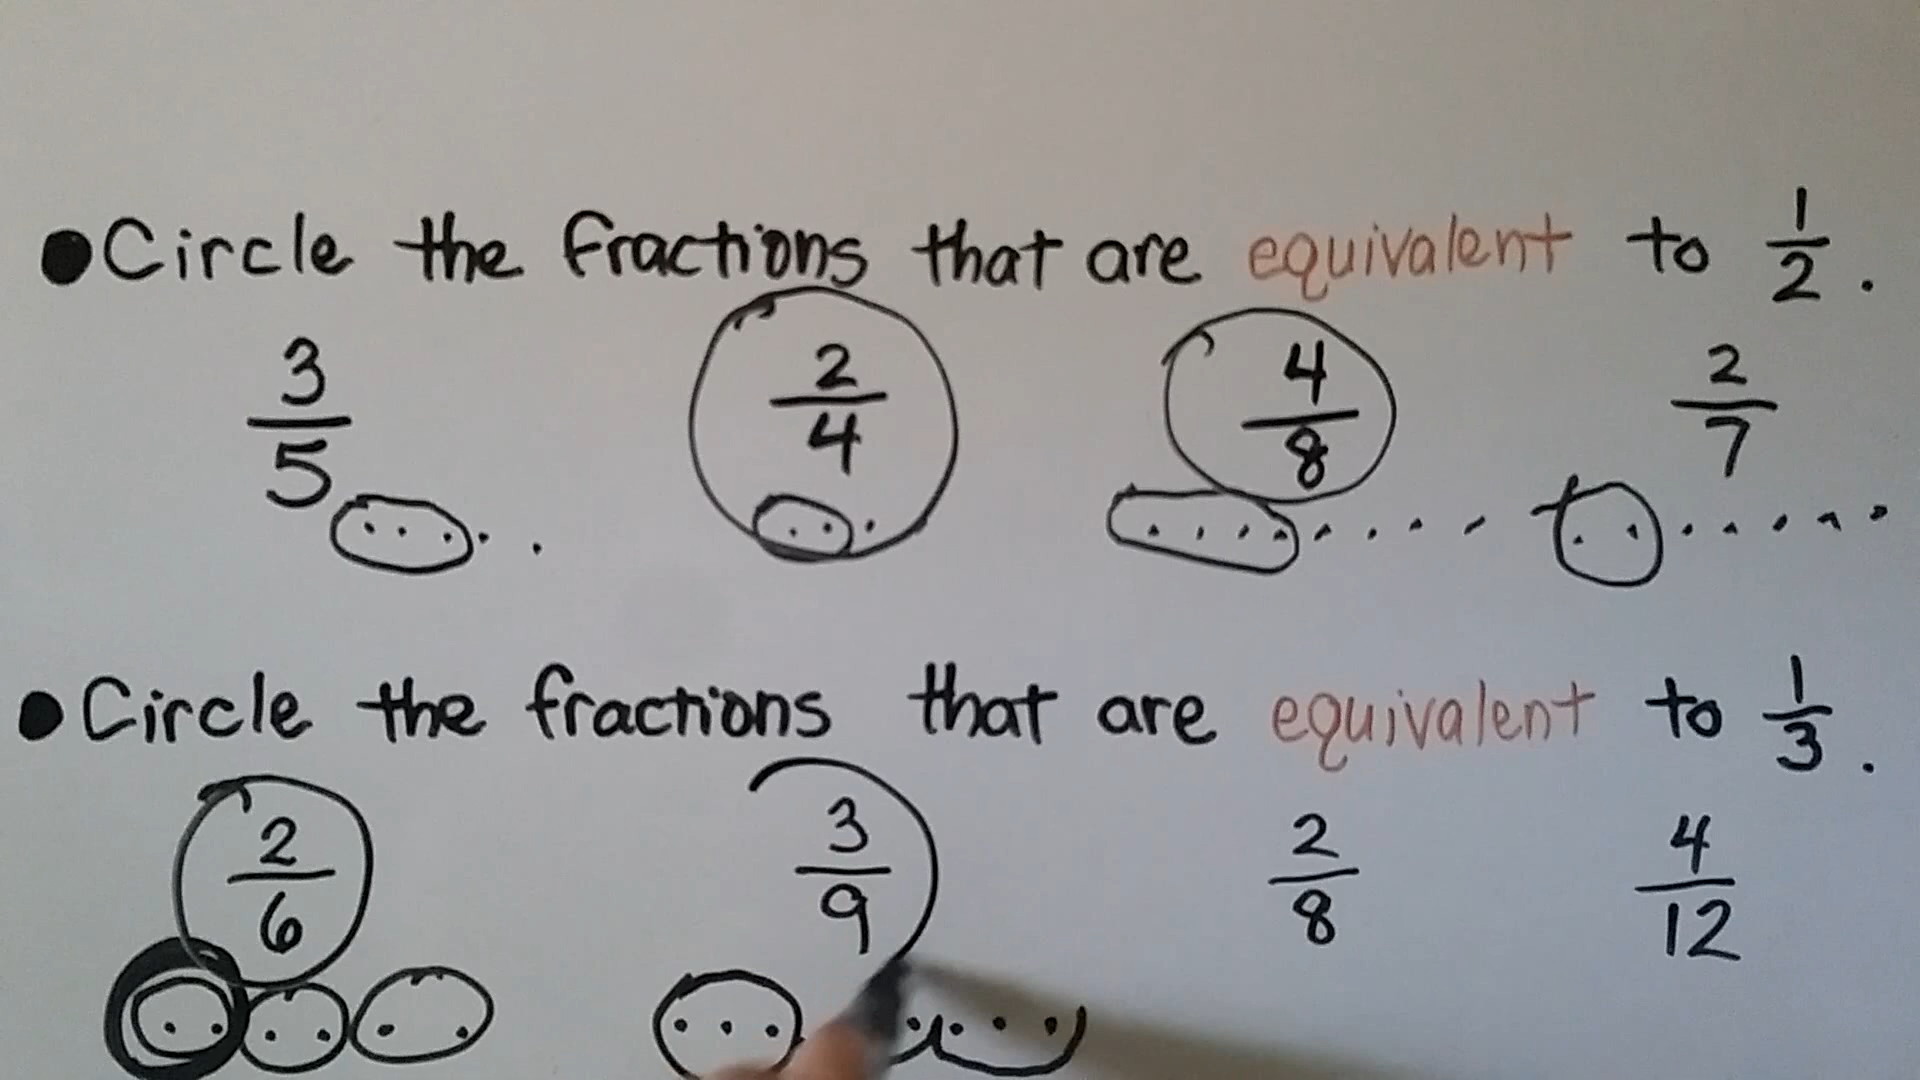 ●Circle the fractions that are equivalent to 1/2.
3/5 2/4 4/8 2/7
●Circle the fractions that are equivalent to 1/3.
2/6 3/9 2/8 4/12